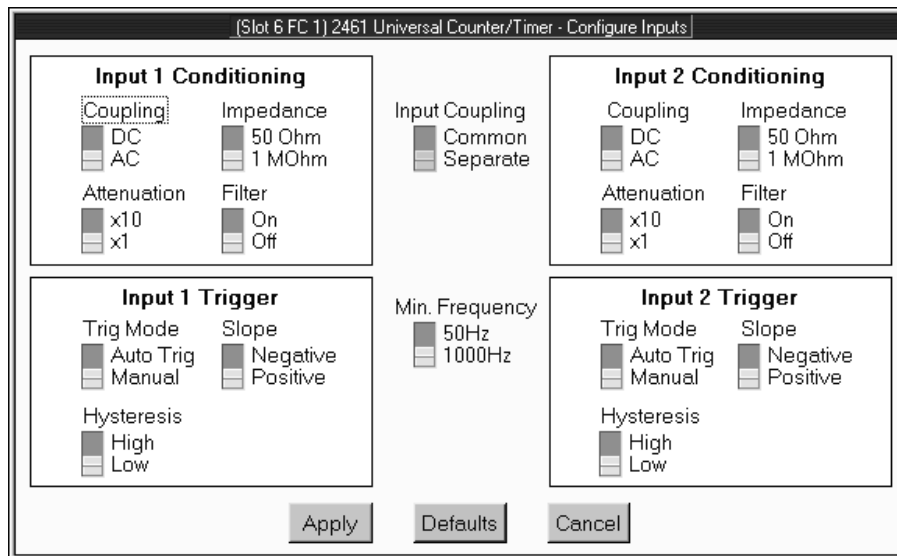 (Slot 6 FC 1) 2461 Universal Counter/Timer - Configure Inputs
Input 1 Conditioning
Coupling
DC
AC
Impedance
50 Ohm
1 MOhm
Attenuation
x10
x1
Filter
On
Off
Input Coupling
Common
Separate
Input 2 Conditioning
Coupling
DC
AC
Impedance
50 Ohm
1 MOhm
Attenuation
x10
x1
Filter
On
Off
Input 1 Trigger
Trig Mode
Auto Trig
Manual
Slope
Negative
Positive
Hysteresis
High
Low
Min. Frequency
50Hz
1000Hz
Input 2 Trigger
Trig Mode
Auto Trig
Manual
Slope
Negative
Positive
Hysteresis
High
Low
Apply
Defaults
Cancel